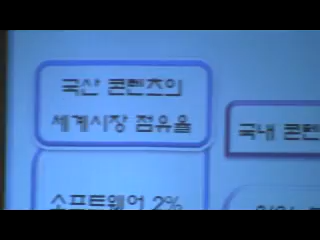 국산 콘텐츠의
세계시장 점유율
국내 콘텐
소프트웨어 2%